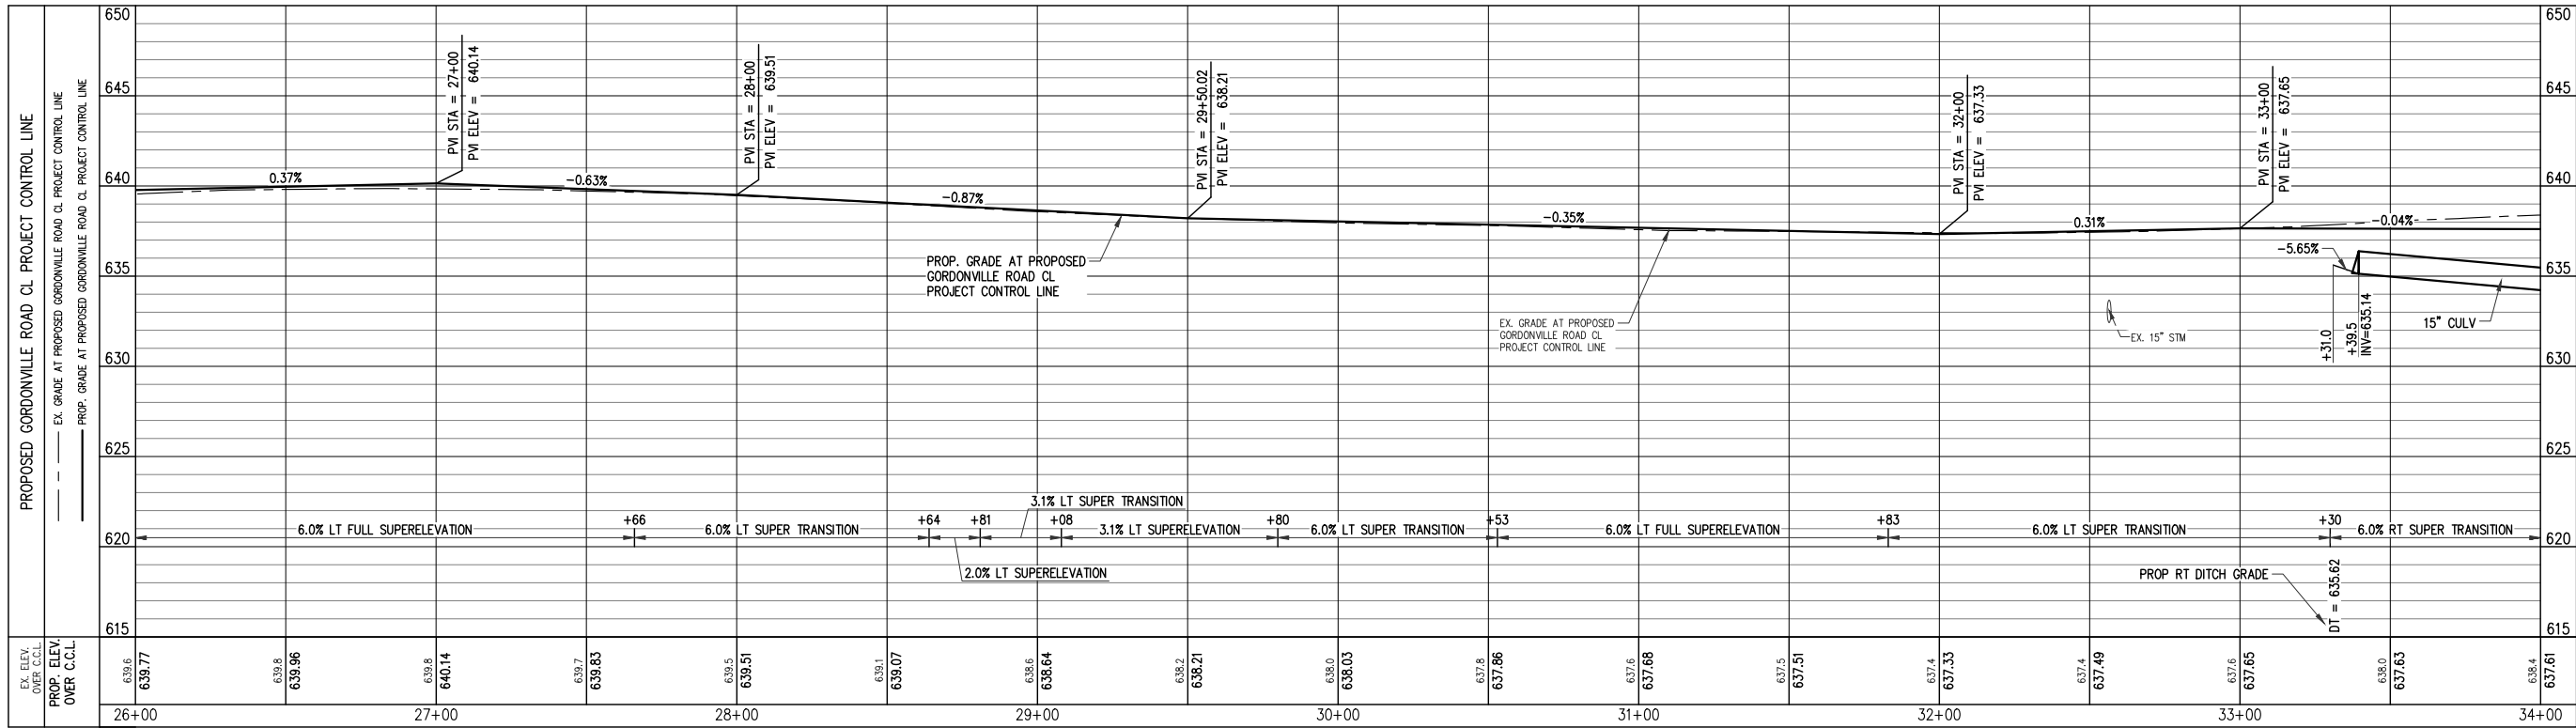 PROPOSED GORDONVILLE ROAD CL PROJECT CONTROL LINE
EX. GRADE AT PROPOSED GORDONVILLE ROAD CL PROJECT CONTROL LINE
PROP. GRADE AT PROPOSED GORDONVILLE ROAD CL PROJECT CONTROL LINE
650
645
640
635
630
625
620
615
PVI STA = 27+00
PVI ELEV = 640.14
PVI STA = 28+00
PVI ELEV = 639.51
PVI STA = 29+50.02
PVI ELEV = 638.21
PVI STA = 32+00
PVI ELEV = 637.33
PVI STA = 33+00
PVI ELEV = 637.65
650
645
640
635
630
625
620
615
0.37%
-0.63%
-0.87%
-0.35%
0.31%
-0.04%
-5.65%
PROP. GRADE AT PROPOSED
GORDONVILLE ROAD CL
PROJECT CONTROL LINE
EX. GRADE AT PROPOSED
GORDONVILLE ROAD CL
PROJECT CONTROL LINE
EX. 15" STM
+31.0
+39.5
INV=635.14
15" CULV
3.1% LT SUPER TRANSITION
6.0% LT FULL SUPERELEVATION
+66
6.0% LT SUPER TRANSITION
+64
+81
+08
3.1% LT SUPERELEVATION
+80
6.0% LT SUPER TRANSITION
+53
6.0% LT FULL SUPERELEVATION
+83
6.0% LT SUPER TRANSITION
+30
6.0% RT SUPER TRANSITION
2.0% LT SUPERELEVATION
PROP RT DITCH GRADE
DT = 635.62
EX. ELEV.
OVER C.C.L.
PROP. ELEV.
OVER C.C.L.
639.6
639.77
639.8
639.96
639.8
640.14
639.7
639.83
639.5
639.51
639.1
639.07
638.6
638.64
638.2
638.21
638.0
638.03
637.8
637.86
637.6
637.68
637.5
637.51
637.4
637.33
637.4
637.49
637.6
637.65
638.0
637.63
638.4
637.61
26+00
27+00
28+00
29+00
30+00
31+00
32+00
33+00
34+00